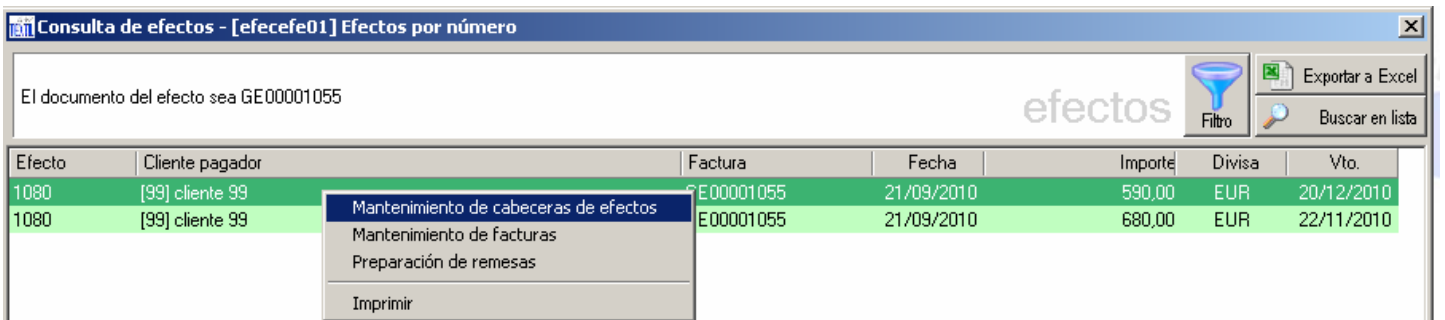 Consulta de efectos - [efecefe01] Efectos por número
El documento del efecto sea GE00001055
efectos
Filtro
Exportar a Excel
Buscar en lista
Efecto Cliente pagador Factura Fecha Importe Divisa Vto.
1080 [99] cliente 99 GE00001055 21/09/2010 590,00 EUR 20/12/2010
1080 [99] cliente 99 E00001055 21/09/2010 680,00 EUR 22/11/2010
Mantenimiento de cabeceras de efectos
Mantenimiento de facturas
Preparación de remesas
Imprimir